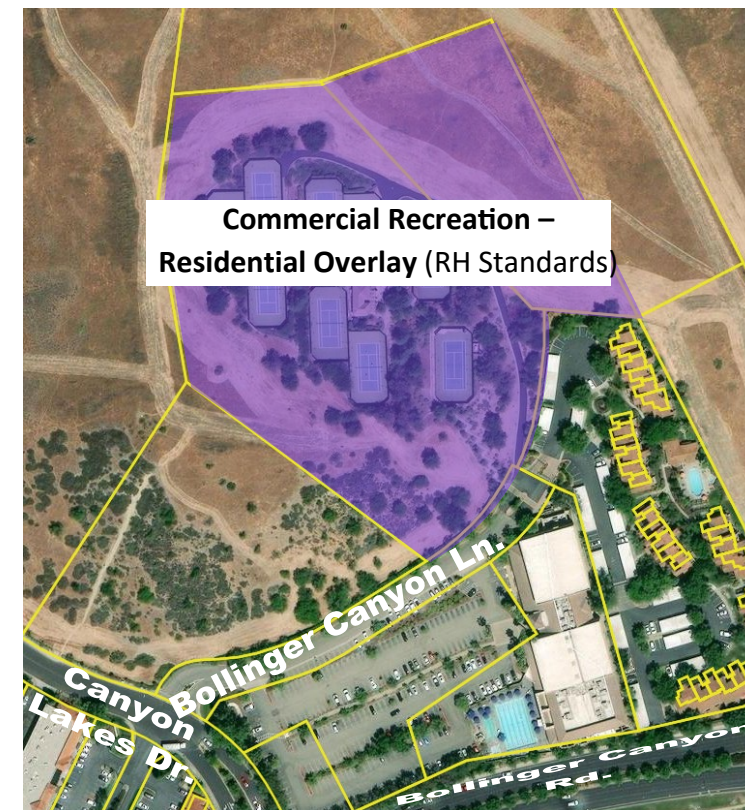 Commercial Recreation –
Residential Overlay (RH Standards)
Bollinger Canyon Ln.
Canyon
Lakes Dr.
Bollinger Canyon
Rd.